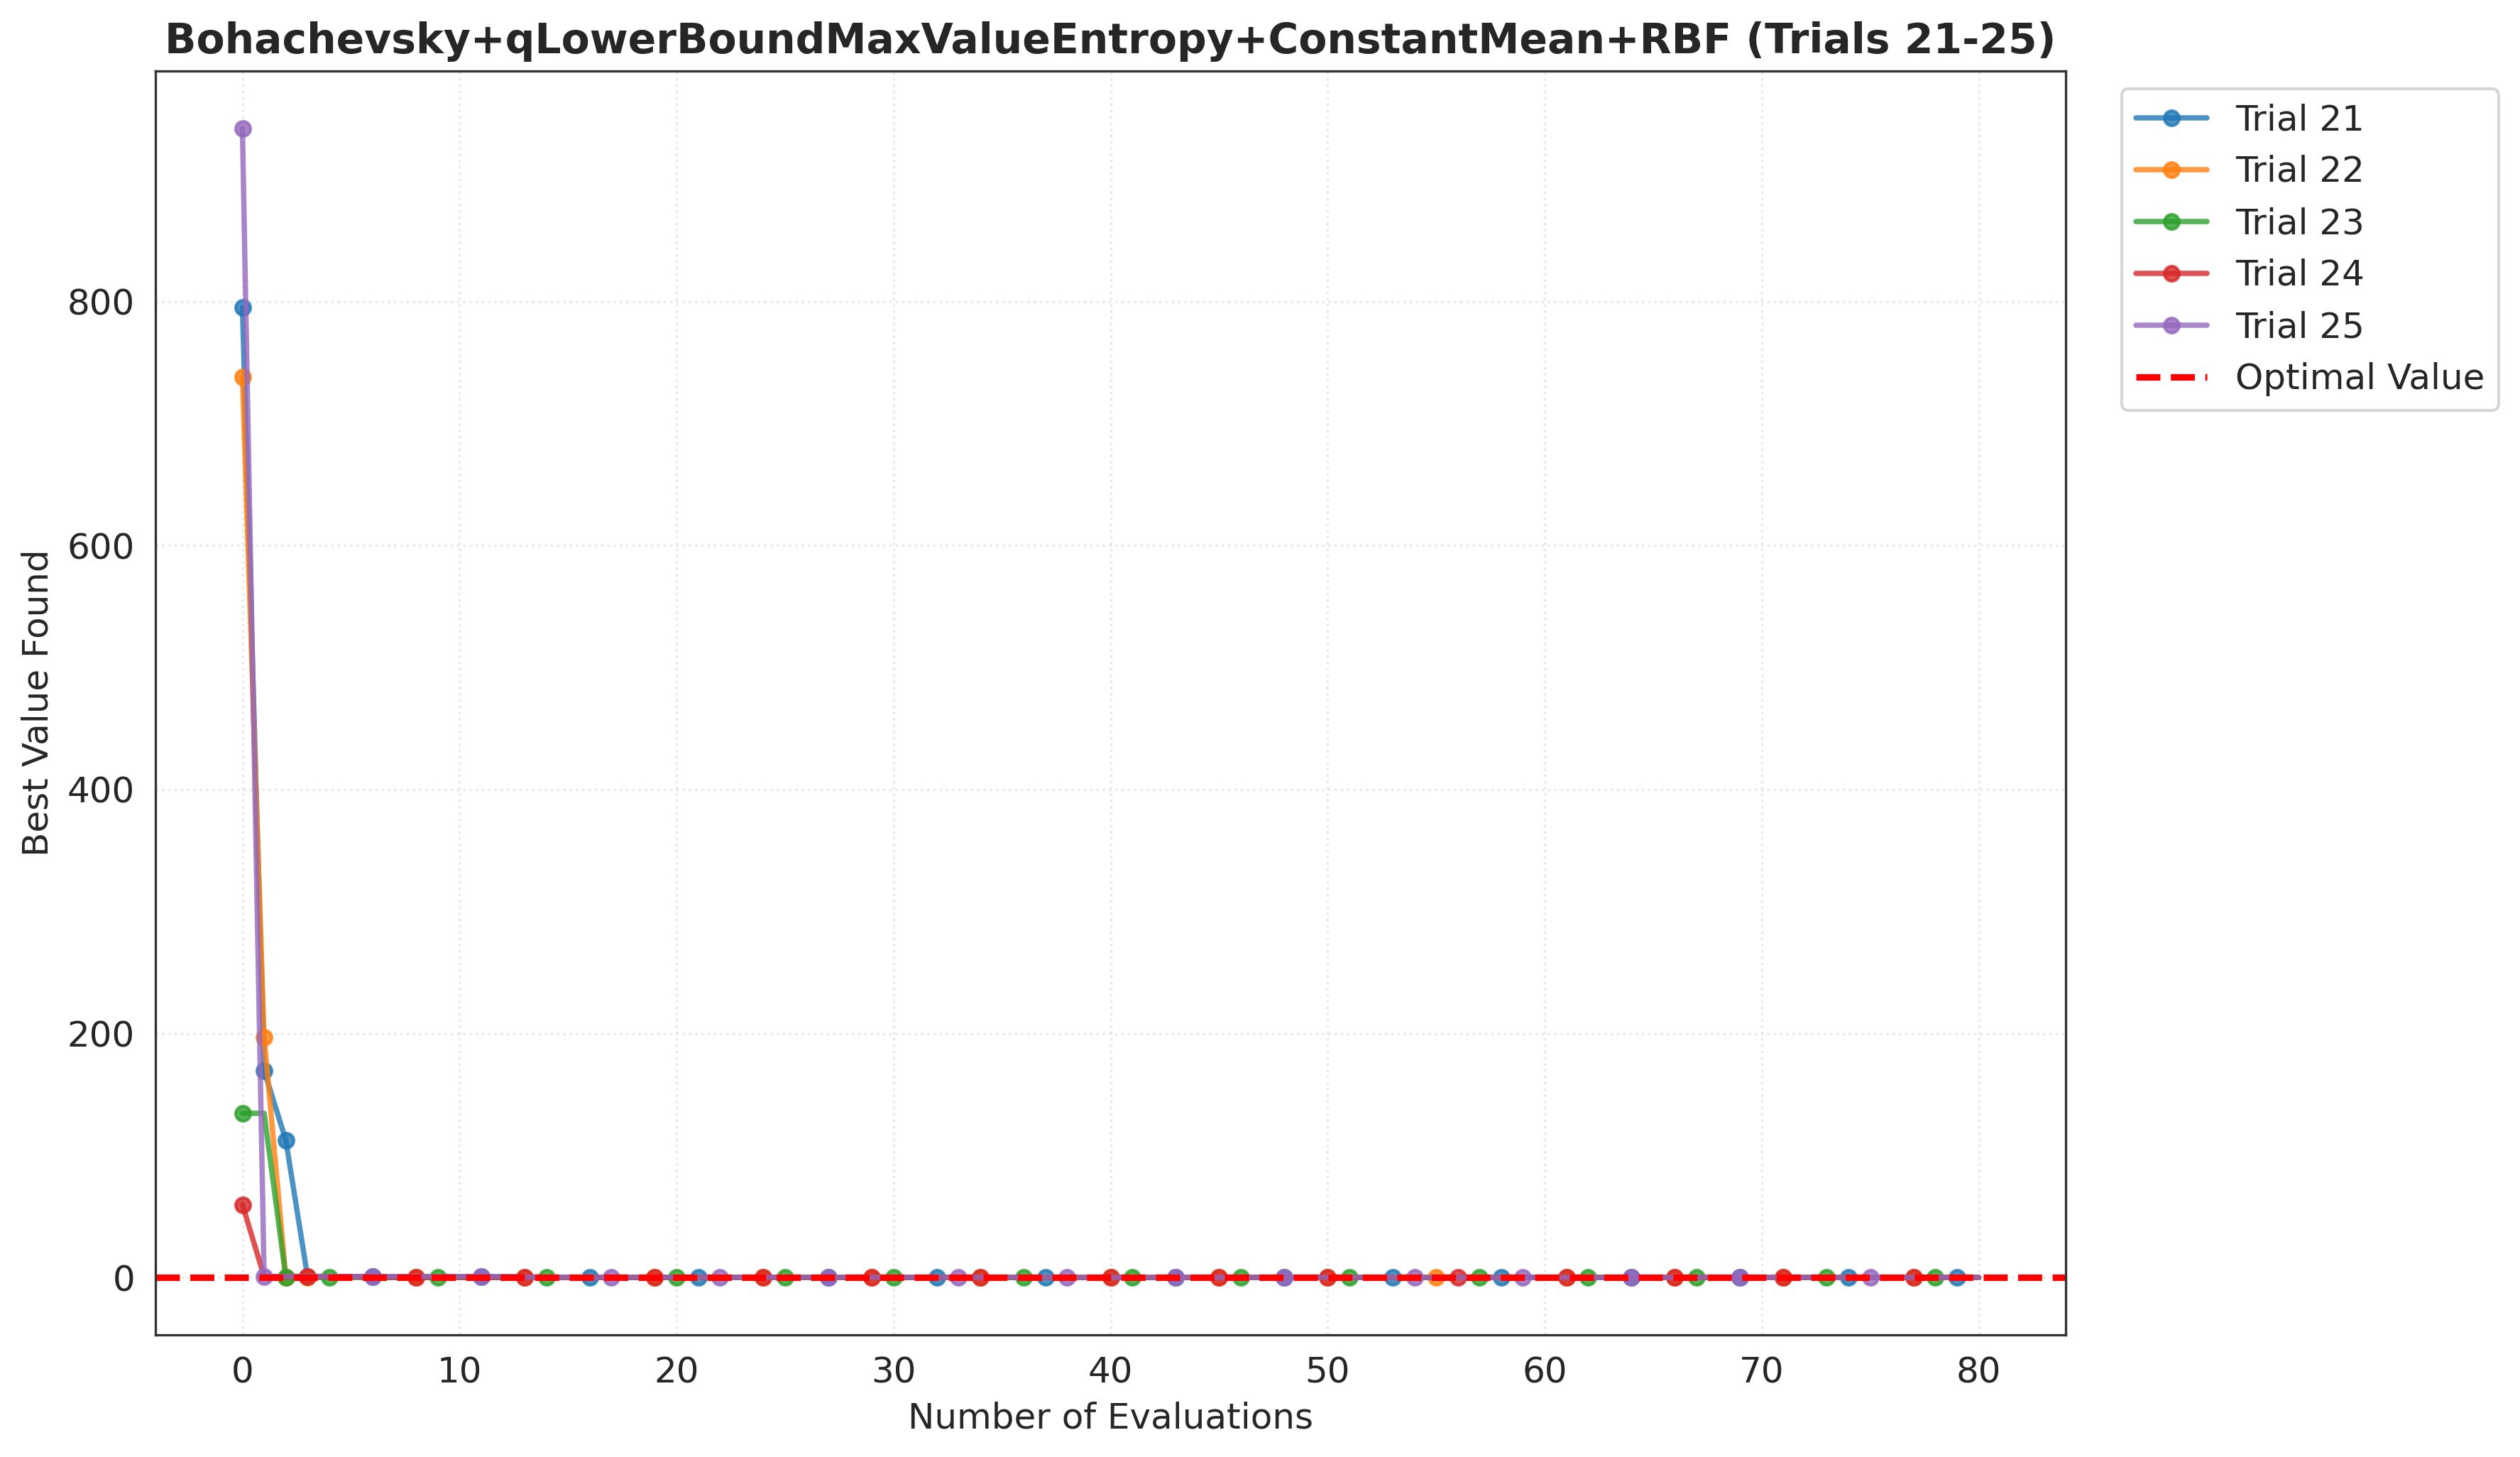 Bohachevsky+qLowerBoundMaxValueEntropy+ConstantMean+RBF (Trials 21-25)
Trial 21
Trial 22
Trial 23
Trial 24
Trial 25
Optimal Value
Best Value Found
800
600
400
200
0
0 10 20 30 40 50 60 70 80
Number of Evaluations